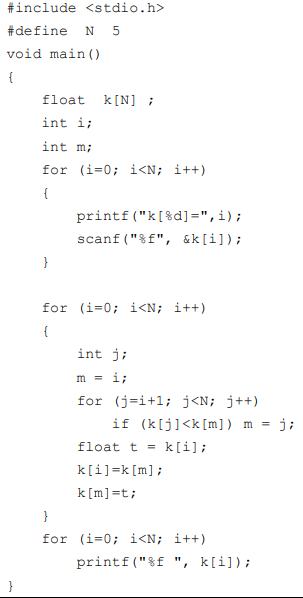 #include <stdio.h>
#define  N  5
void main()
{
    float  k[N] ;
    int i;
    int m;
    for (i=0; i<N; i++)
    {
        printf("k[%d]=",i);
        scanf("%f", &k[i]);
    }

    for (i=0; i<N; i++)
    {
        int j;
        m = i;
        for (j=i+1; j<N; j++)
            if (k[j]<k[m]) m = j;
        float t = k[i];
        k[i]=k[m];
        k[m]=t;
    }
    for (i=0; i<N; i++)
        printf("%f ", k[i]);
}